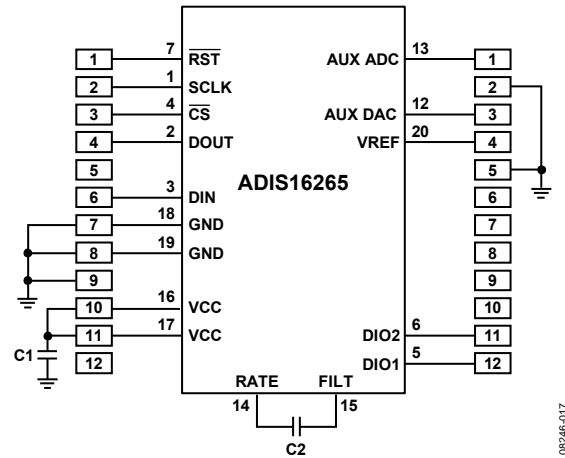 1 7 RST AUX ADC 13 1
2 1 SCLK 2
3 4 CS AUX DAC 12 3
4 2 DOUT VREF 20 4
5 ADIS16265 5
6 3 DIN 6
7 18 GND 7
8 19 GND 8
9 9
10 16 VCC 10
11 17 VCC DIO2 6 11
C1 12 DIO1 5 12
RATE FILT
14 15
C2
08246-017